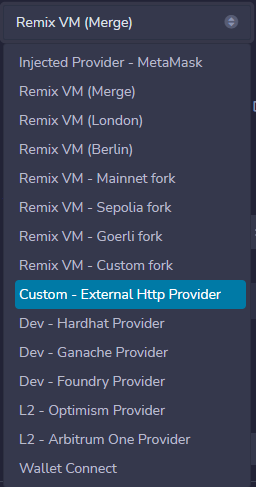 Remix VM (Merge)
Injected Provider - MetaMask
Remix VM (Merge)
Remix VM (London)
Remix VM (Berlin)
Remix VM - Mainnet fork
Remix VM - Sepolia fork
Remix VM - Goerli fork
Remix VM - Custom fork
Custom - External Http Provider
Dev - Hardhat Provider
Dev - Ganache Provider
Dev - Foundry Provider
L2 - Optimism Provider
L2 - Arbitrum One Provider
Wallet Connect